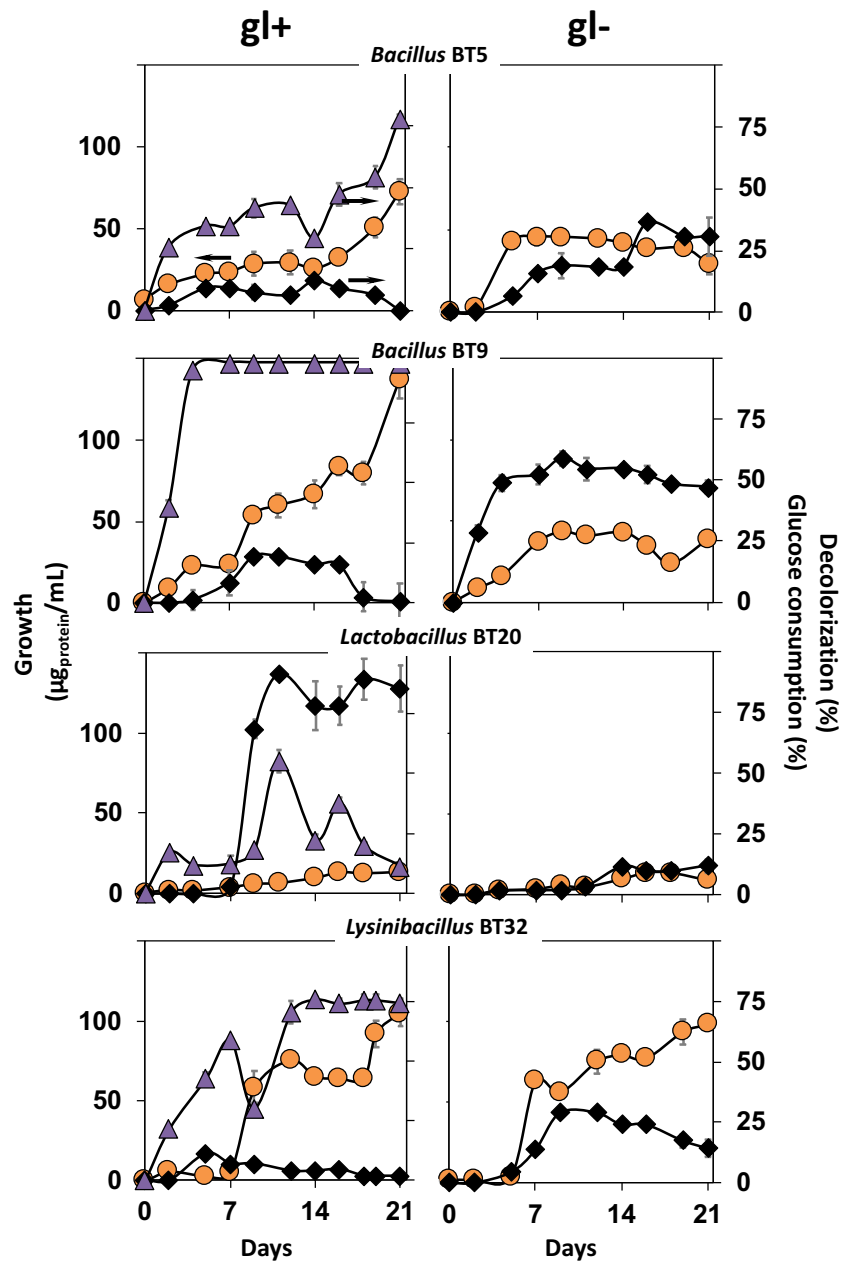 gl+ gl-
Bacillus BT5
100 75
50 50
25
0 0
Bacillus BT9
100 75
50 50
25
0 0
Lactobacillus BT20
100 75
50 50
25
0 0
Lysinibacillus BT32
100 75
50 50
25
0 0
0 7 14 21 0 7 14 21
Days Days
Growth
(µgprotein/mL)
Decolorization (%)
Glucose consumption (%)